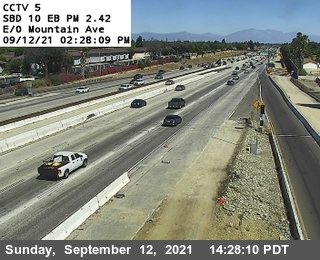 CCTV 5
SBD 10 EB PM 2.42
E/O Mountain Ave
09/12/21 02:28:09 PM
Sunday, September 12, 2021 14:28:10 PDT